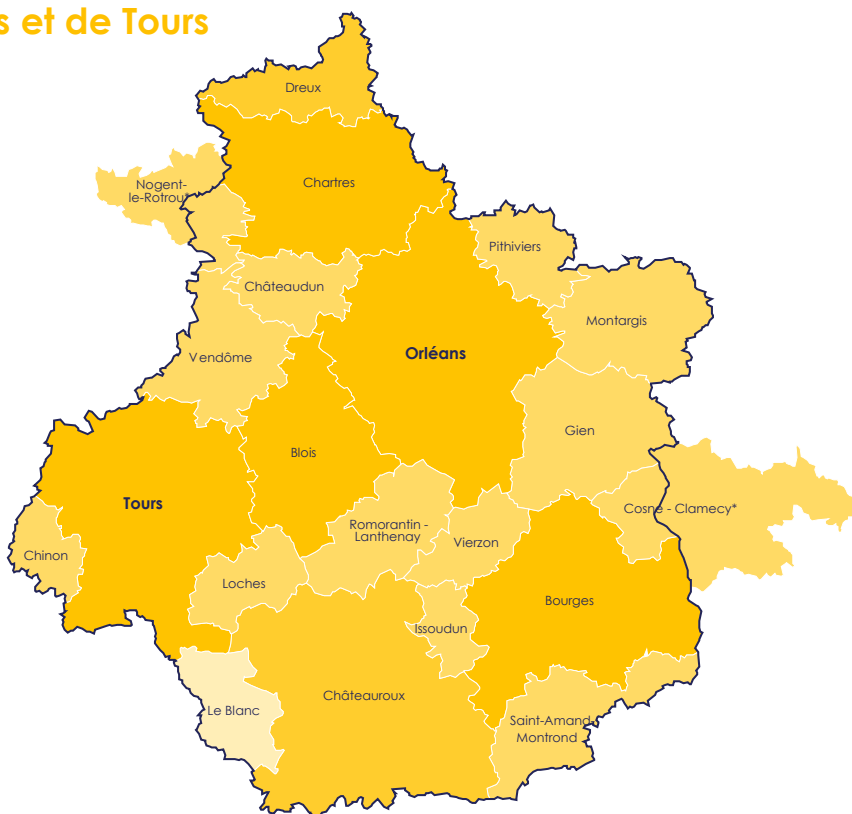 s et de Tours
Dreux
Nogent-
le-Rotrou*
Chartres
Pithiviers
Châteaudun
Montargis
Vendôme
Orléans
Gien
Blois
Tours
Cosne - Clamecy*
Romorantin -
Lanthenay
Vierzon
Chinon
Loches
Bourges
Issoudun
Châteauroux
Le Blanc
Saint-Amand-
Montrond